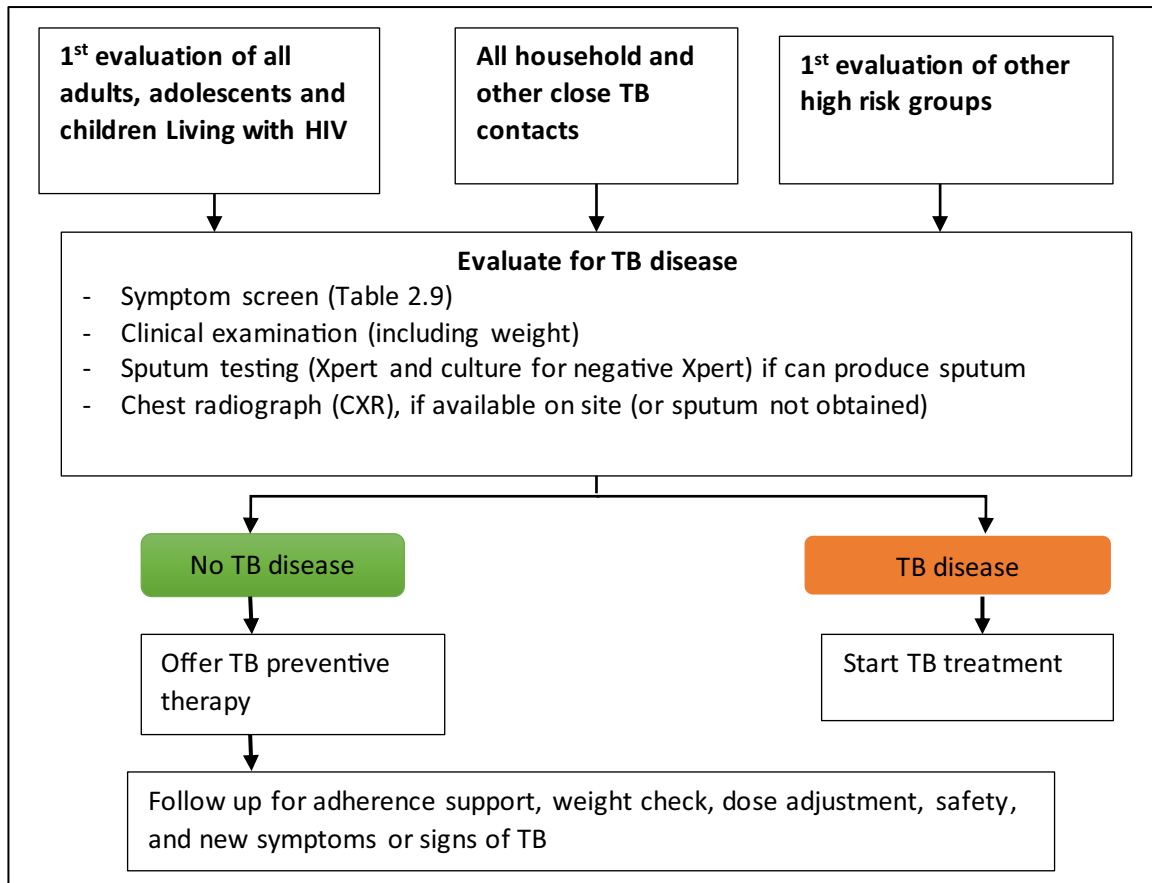 1st evaluation of all
adults, adolescents and
children Living with HIV
All household and
other close TB
contacts
1st evaluation of other
high risk groups
Evaluate for TB disease
- Symptom screen (Table 2.9)
- Clinical examination (including weight)
- Sputum testing (Xpert and culture for negative Xpert) if can produce sputum
- Chest radiograph (CXR), if available on site (or sputum not obtained)
No TB disease
TB disease
Offer TB preventive
therapy
Start TB treatment
Follow up for adherence support, weight check, dose adjustment, safety,
and new symptoms or signs of TB